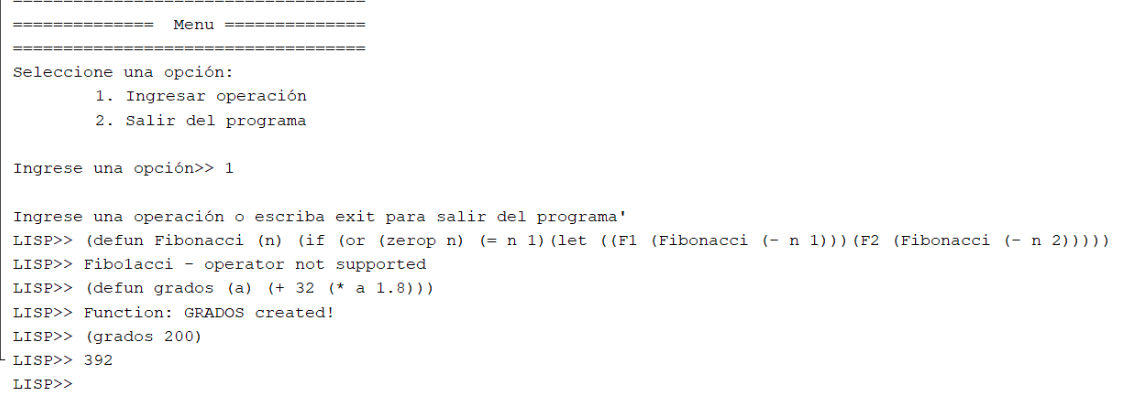 ===================================
==============  Menu ==============
===================================
Seleccione una opción:
        1. Ingresar operación
        2. Salir del programa
Ingrese una opción>> 1
Ingrese una operación o escriba exit para salir del programa'
LISP>> (defun Fibonacci (n) (if (or (zerop n) (= n 1)(let ((F1 (Fibonacci (- n 1)))(F2 (Fibonacci (- n 2)))))
LISP>> Fibo1acci - operator not supported
LISP>> (defun grados (a) (+ 32 (* a 1.8)))
LISP>> Function: GRADOS created!
LISP>> (grados 200)
LISP>> 392
LISP>>